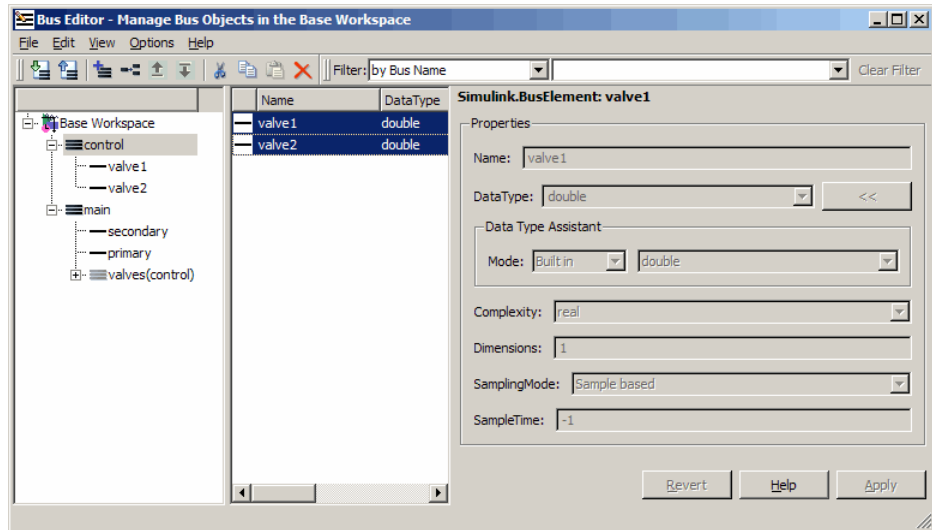 Bus Editor - Manage Bus Objects in the Base Workspace
File Edit View Options Help
Filter: by Bus Name Clear Filter
Name DataType
Simulink.BusElement: valve1
Base Workspace
control
valve1
valve2
main
secondary
primary
valves(control)
valve1 double
valve2 double
Properties
Name: valve1
DataType: double <<
Data Type Assistant
Mode: Built in double
Complexity: real
Dimensions: 1
SamplingMode: Sample based
SampleTime: -1
Revert Help Apply